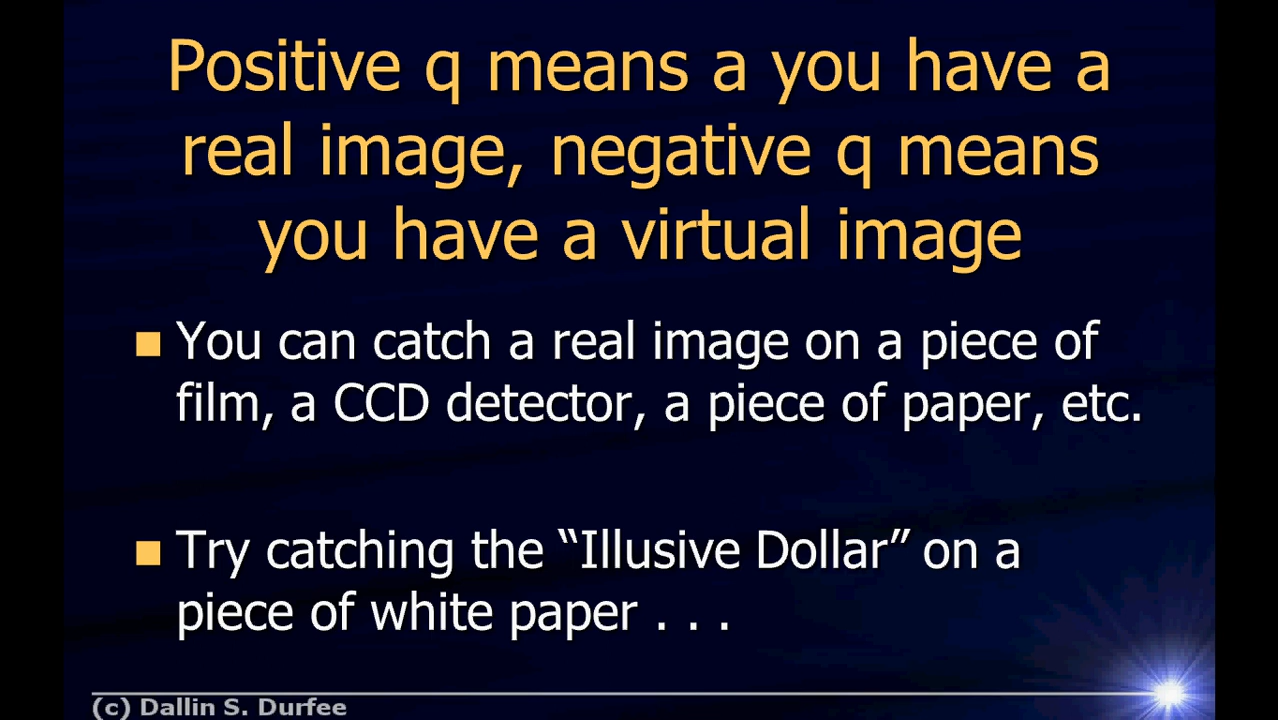 Positive q means a you have a
real image, negative q means
you have a virtual image
You can catch a real image on a piece of
film, a CCD detector, a piece of paper, etc.
Try catching the “Illusive Dollar” on a
piece of white paper . . .
(c) Dallin S. Durfee